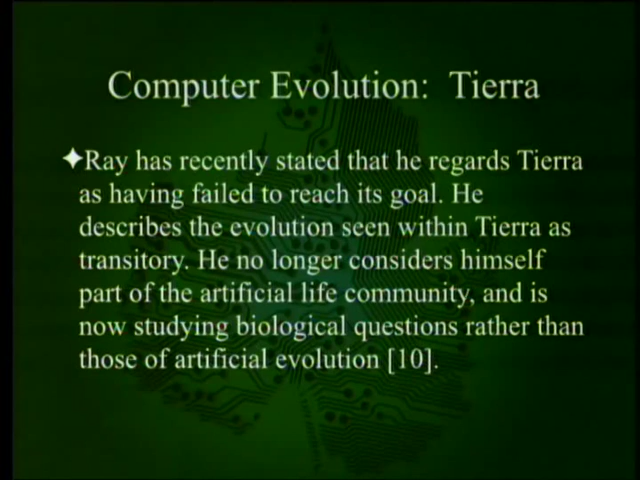 Computer Evolution: Tierra
✦Ray has recently stated that he regards Tierra
as having failed to reach its goal. He
describes the evolution seen within Tierra as
transitory. He no longer considers himself
part of the artificial life community, and is
now studying biological questions rather than
those of artificial evolution [10].